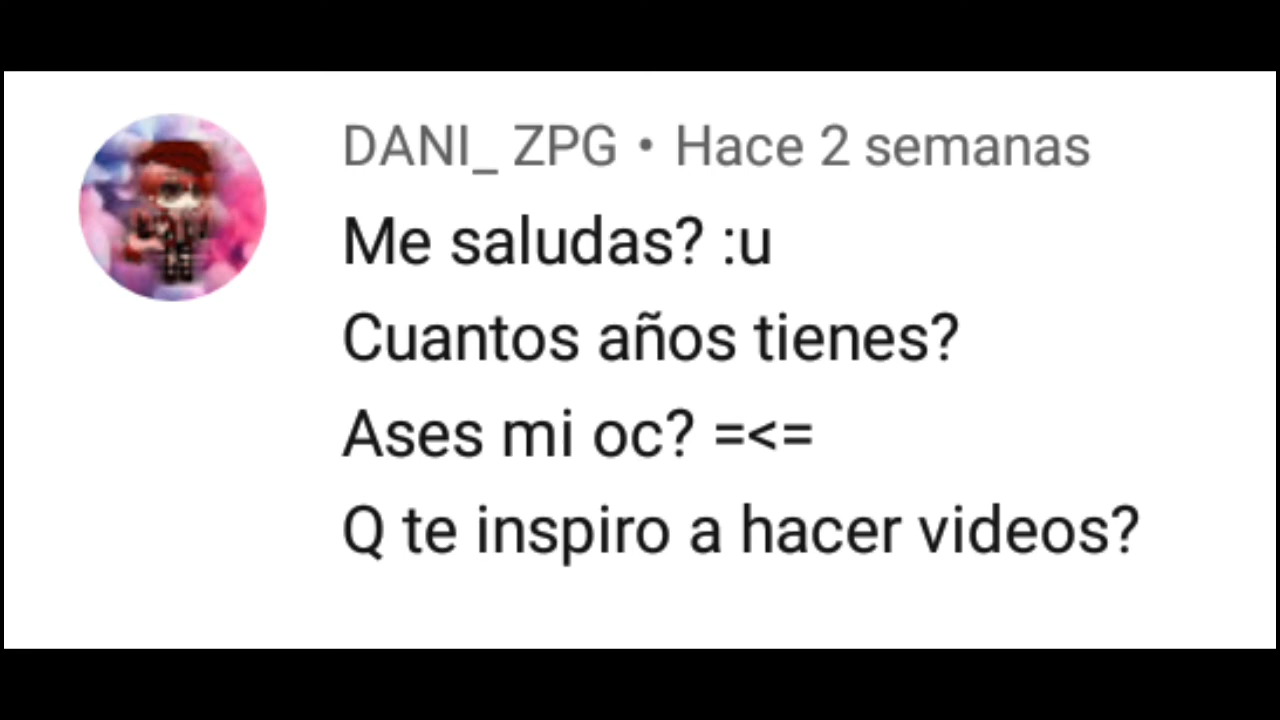 DANI_ ZPG • Hace 2 semanas
Me saludas? :u
Cuantos años tienes?
Ases mi oc? =<=
Q te inspiro a hacer videos?